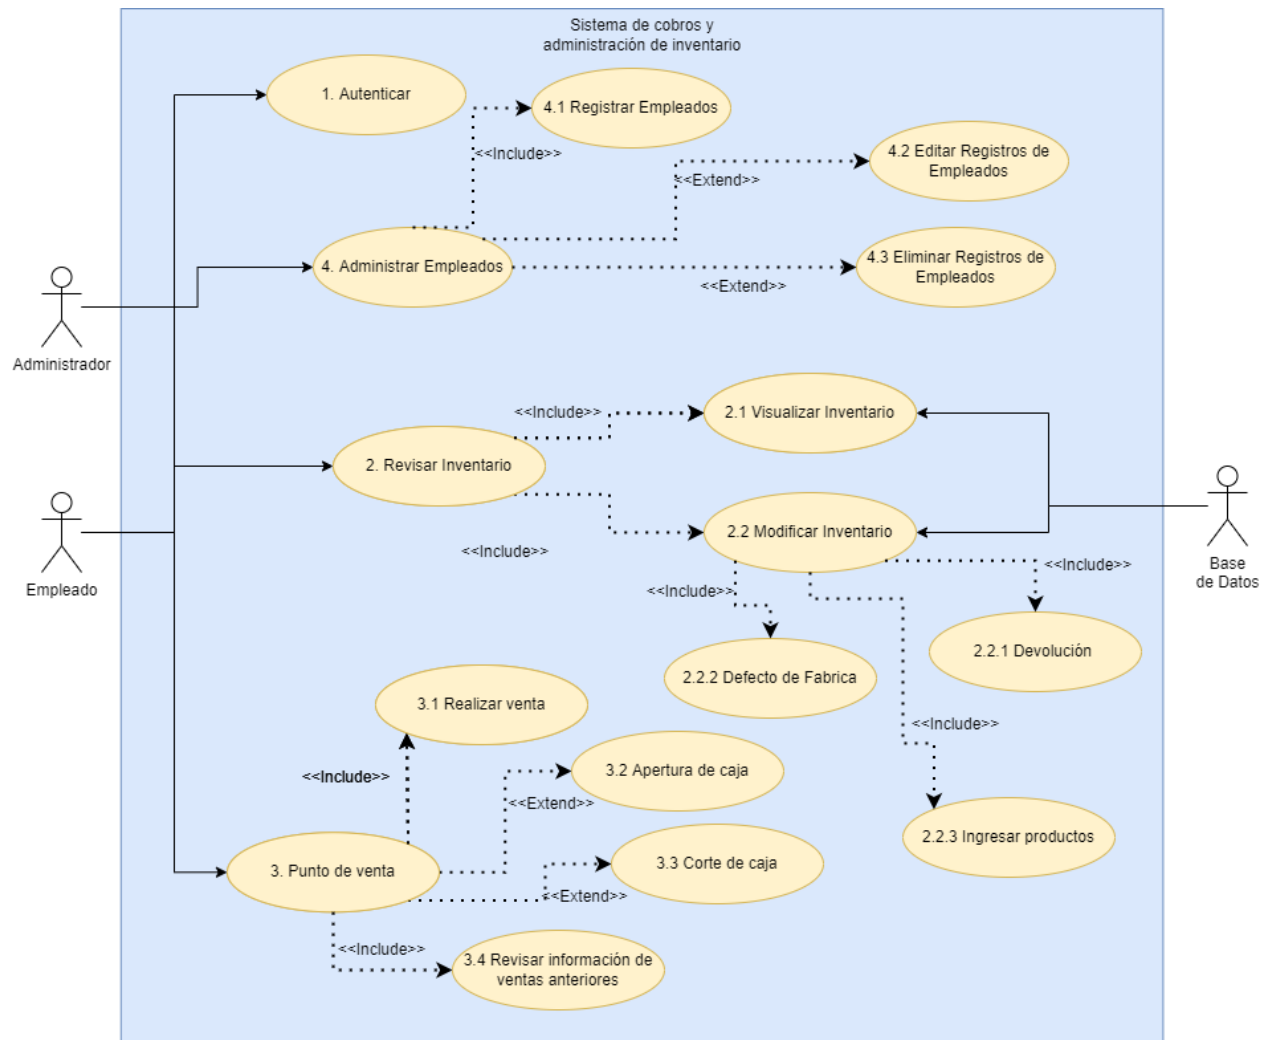 Sistema de cobros y
administración de inventario
1. Autenticar
4.1 Registrar Empleados
<<Include>>
4.2 Editar Registros de
Empleados
<<Extend>>
4. Administrar Empleados
4.3 Eliminar Registros de
Empleados
<<Extend>>
Administrador
<<Include>>
2.1 Visualizar Inventario
2. Revisar Inventario
2.2 Modificar Inventario
<<Include>>
Empleado
Base
de Datos
<<Include>>
<<Include>>
2.2.1 Devolución
2.2.2 Defecto de Fabrica
3.1 Realizar venta
<<Include>>
<<Include>>
3.2 Apertura de caja
<<Extend>>
2.2.3 Ingresar productos
3. Punto de venta
3.3 Corte de caja
<<Extend>>
<<Include>>
3.4 Revisar información de
ventas anteriores